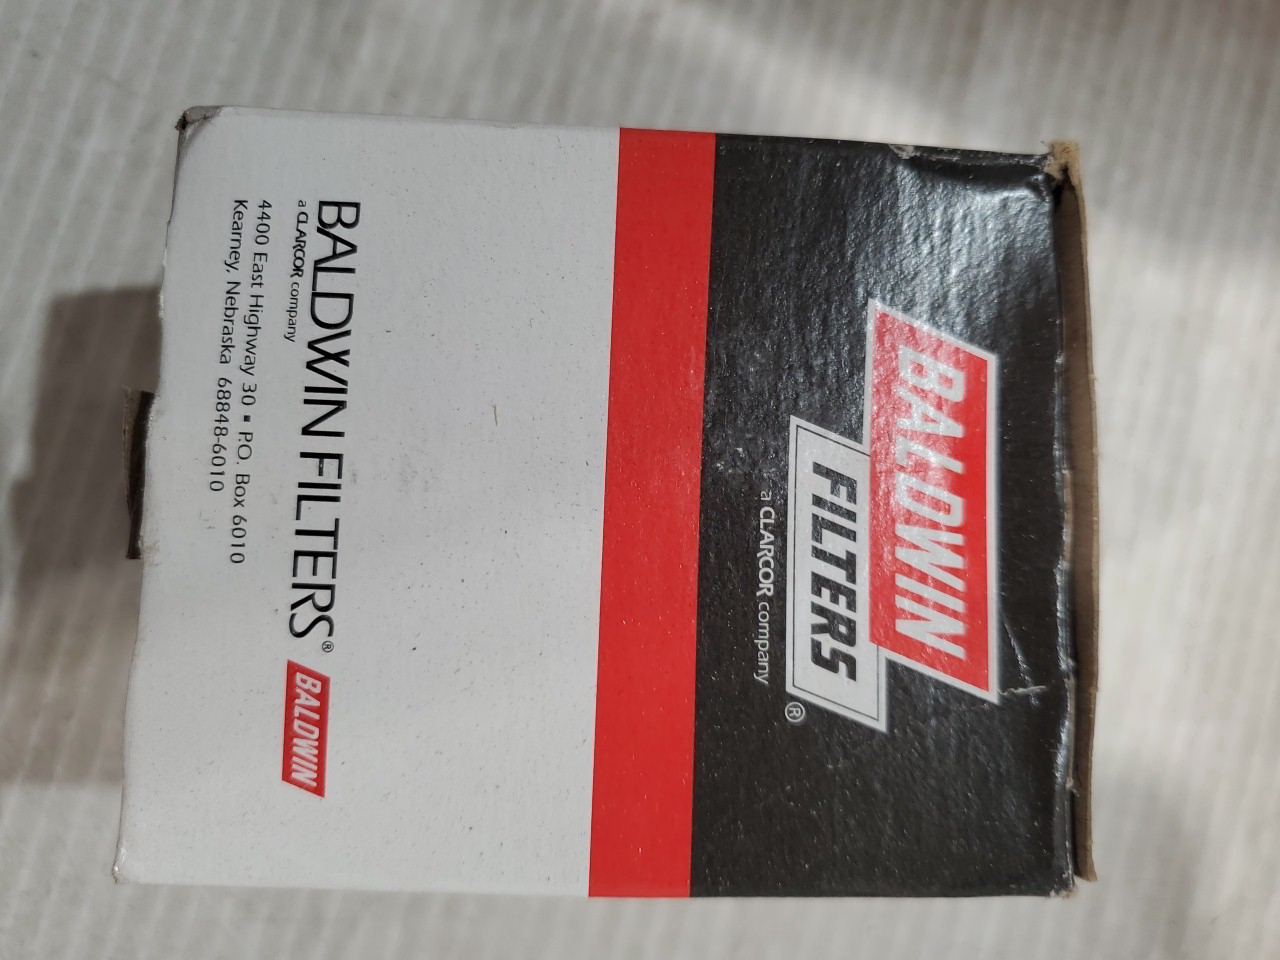 BALDWIN
FILTERS
®
a CLARCOR company
BALDWIN FILTERS® BALDWIN
a CLARCOR company
4400 East Highway 30 ▪ P.O. Box 6010
Kearney, Nebraska 68848-6010